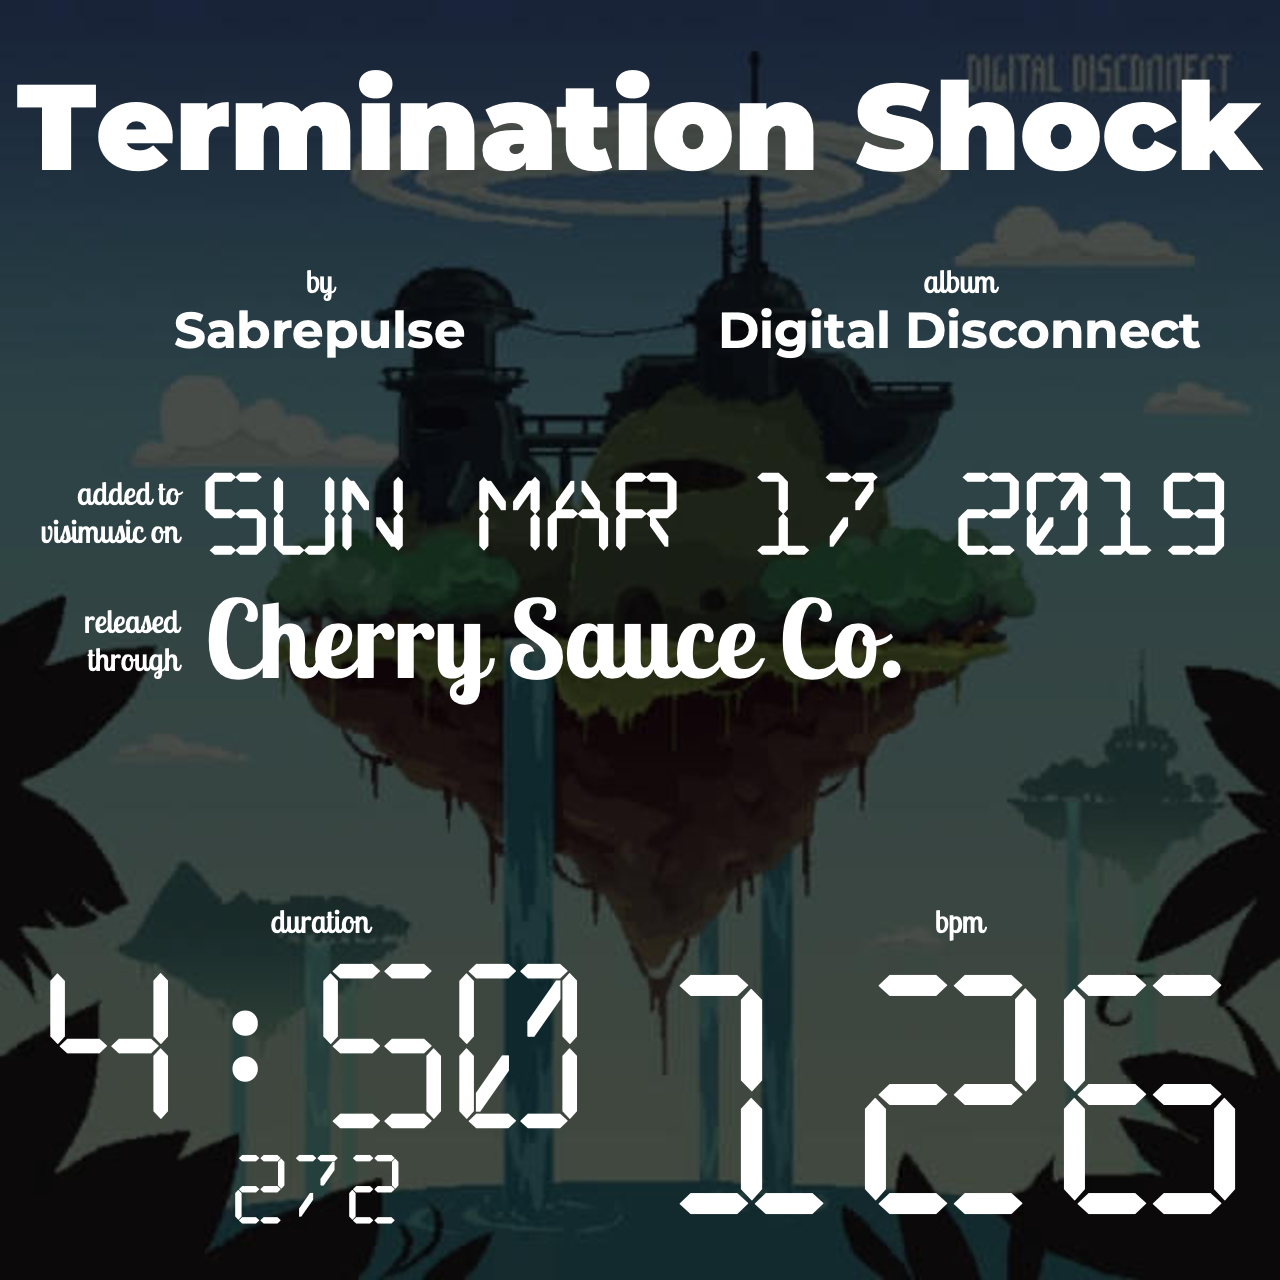 DIGITAL DISCONNECT
Termination Shock
by
Sabrepulse
album
Digital Disconnect
added to
visimusic on
SUN MAR 17 2019
released
through
Cherry Sauce Co.
duration
4:50
272
bpm
126